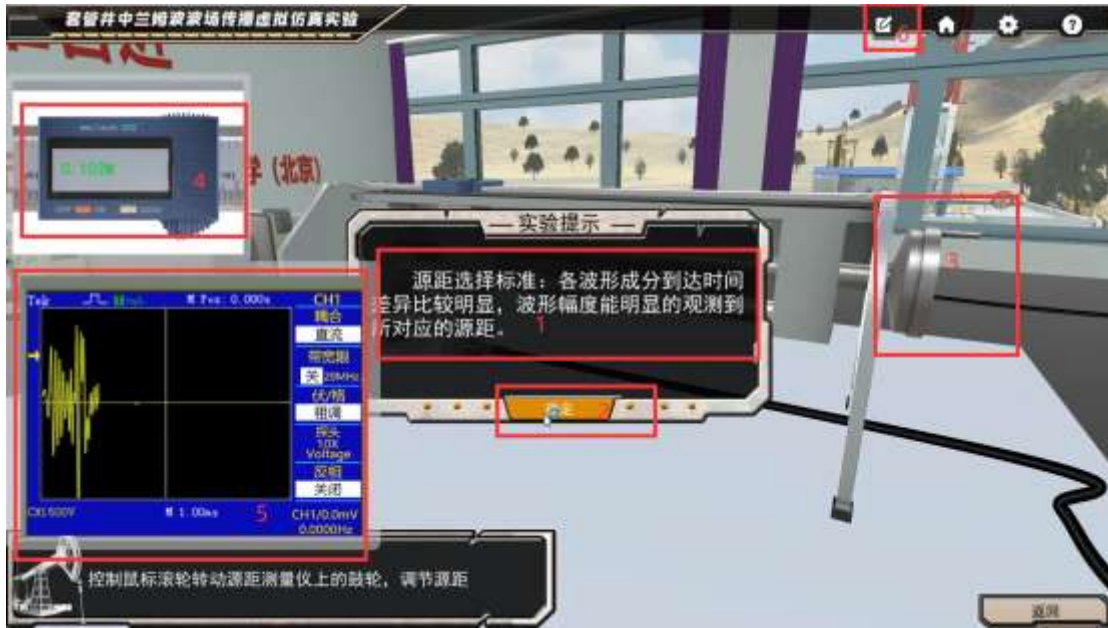 套管井中兰姆波波场传播虚拟仿真实验
6
(北京)
0.102m
4
实验提示
源距选择标准：各波形成分到达时间
差异比较明显，波形幅度能明显的观测到
所对应的源距。
1
2
3
Tek
M Pos: 0.000s
CH1
耦合
直流
带宽限
关 20MHz
伏/格
粗调
探头
10X
Voltage
反相
关闭
CH1 500V
M 1.00ms
5
CH1/0.0mV
0.0000Hz
控制鼠标滚轮转动源距测量仪上的鼓轮，调节源距
返回